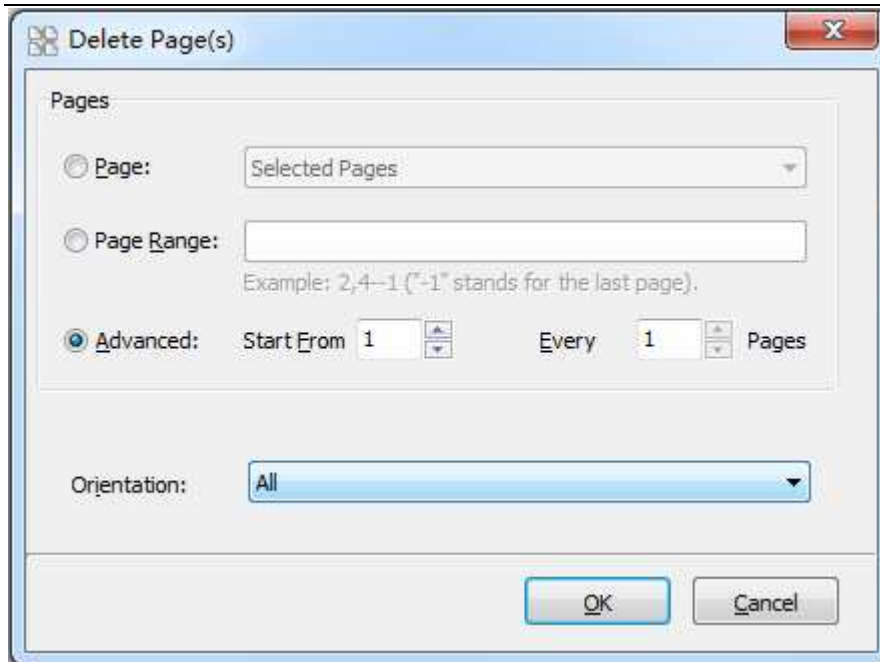 Delete Page(s)
Pages
Page: Selected Pages
Page Range:
Example: 2,4--1 ("-1" stands for the last page).
Advanced: Start From 1 Every 1 Pages
Orientation: All
OK Cancel